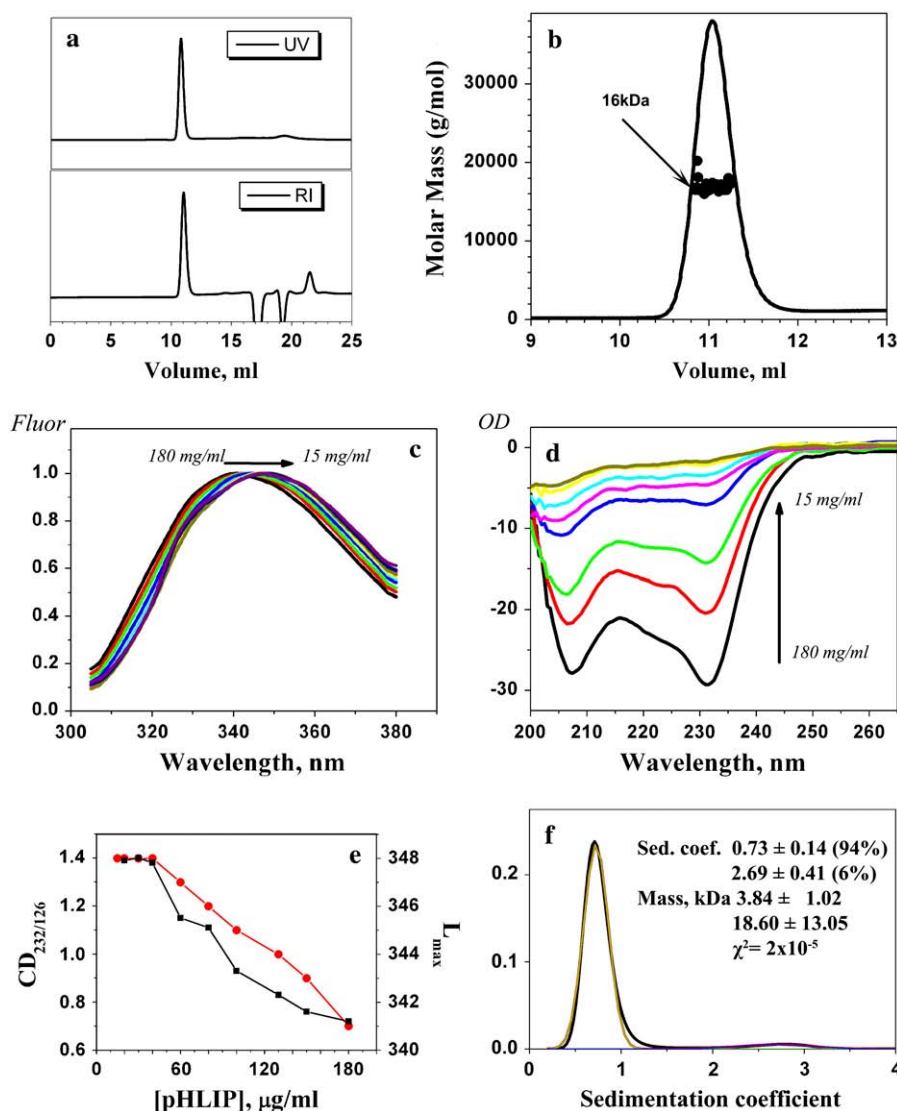 a
UV
RI
0 5 10 15 20 25
Volume, ml
b
16kDa
Molar Mass (g/mol)
30000
20000
10000
0
9 10 11 12 13
Volume, ml
Fluor
c
180 mg/ml 15 mg/ml
1.0
0.8
0.6
0.4
0.2
0.0
300 320 340 360 380
Wavelength, nm
OD
d
15 mg/ml
180 mg/ml
0
-10
-20
-30
200 210 220 230 240 250 260
Wavelength, nm
e
CD232/126
1.4
1.2
1.0
0.8
0.6
348
346
344
342
340
Lmax
0 30 60 90 120 150 180
[pHLIP], µg/ml
f
Sed. coef. 0.73 ± 0.14 (94%)
2.69 ± 0.41 (6%)
Mass, kDa 3.84 ± 1.02
18.60 ± 13.05
χ²= 2x10⁻⁵
0.2
0.1
0.0
0 1 2 3 4
Sedimentation coefficient